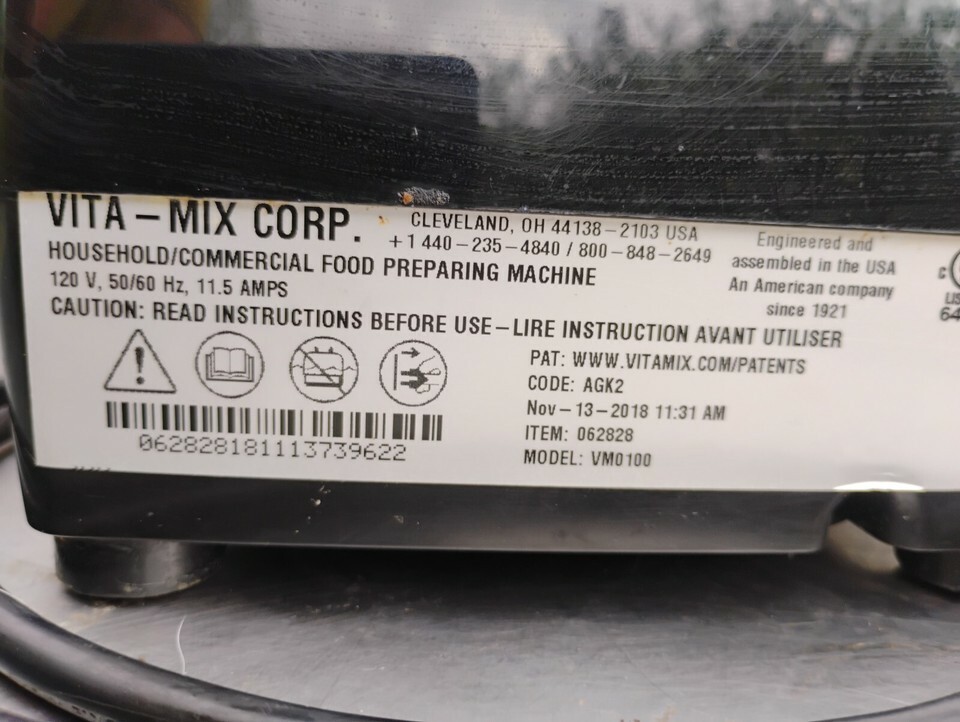 VITA – MIX CORP.
CLEVELAND, OH 44138 – 2103 USA
+ 1 440 – 235 – 4840 / 800 – 848 – 2649
HOUSEHOLD/COMMERCIAL FOOD PREPARING MACHINE
120 V, 50/60 Hz, 11.5 AMPS
CAUTION: READ INSTRUCTIONS BEFORE USE – LIRE INSTRUCTION AVANT UTILISER
Engineered and
assembled in the USA
An American company
since 1921
PAT: WWW.VITAMIX.COM/PATENTS
CODE: AGK2
Nov – 13 – 2018 11:31 AM
ITEM: 062828
MODEL: VM0100
062828181113739622